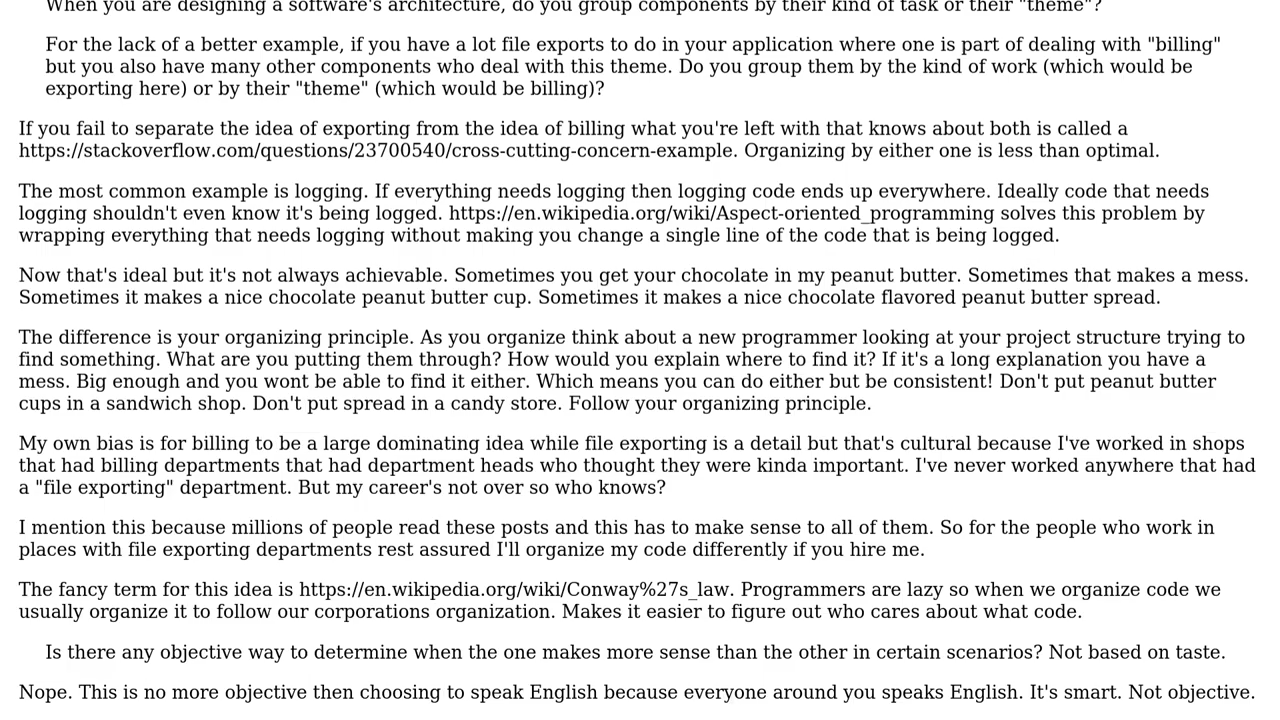 When you are designing a software's architecture, do you group components by their kind of task or their "theme"?
For the lack of a better example, if you have a lot file exports to do in your application where one is part of dealing with "billing"
but you also have many other components who deal with this theme. Do you group them by the kind of work (which would be
exporting here) or by their "theme" (which would be billing)?
If you fail to separate the idea of exporting from the idea of billing what you're left with that knows about both is called a
https://stackoverflow.com/questions/23700540/cross-cutting-concern-example. Organizing by either one is less than optimal.
The most common example is logging. If everything needs logging then logging code ends up everywhere. Ideally code that needs
logging shouldn't even know it's being logged. https://en.wikipedia.org/wiki/Aspect-oriented_programming solves this problem by
wrapping everything that needs logging without making you change a single line of the code that is being logged.
Now that's ideal but it's not always achievable. Sometimes you get your chocolate in my peanut butter. Sometimes that makes a mess.
Sometimes it makes a nice chocolate peanut butter cup. Sometimes it makes a nice chocolate flavored peanut butter spread.
The difference is your organizing principle. As you organize think about a new programmer looking at your project structure trying to
find something. What are you putting them through? How would you explain where to find it? If it's a long explanation you have a
mess. Big enough and you wont be able to find it either. Which means you can do either but be consistent! Don't put peanut butter
cups in a sandwich shop. Don't put spread in a candy store. Follow your organizing principle.
My own bias is for billing to be a large dominating idea while file exporting is a detail but that's cultural because I've worked in shops
that had billing departments that had department heads who thought they were kinda important. I've never worked anywhere that had
a "file exporting" department. But my career's not over so who knows?
I mention this because millions of people read these posts and this has to make sense to all of them. So for the people who work in
places with file exporting departments rest assured I'll organize my code differently if you hire me.
The fancy term for this idea is https://en.wikipedia.org/wiki/Conway%27s_law. Programmers are lazy so when we organize code we
usually organize it to follow our corporations organization. Makes it easier to figure out who cares about what code.
Is there any objective way to determine when the one makes more sense than the other in certain scenarios? Not based on taste.
Nope. This is no more objective then choosing to speak English because everyone around you speaks English. It's smart. Not objective.